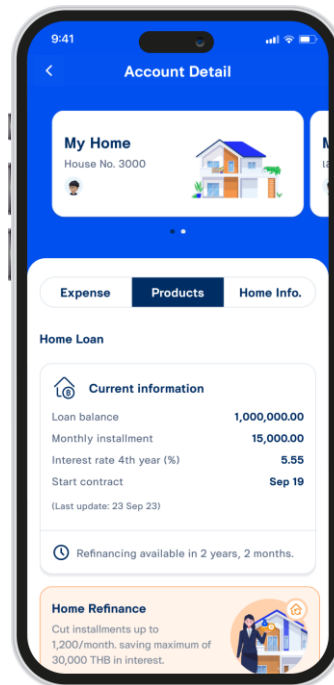 9:41
Account Detail
My Home
House No. 3000
Expense Products Home Info.
Home Loan
Current information
Loan balance 1,000,000.00
Monthly installment 15,000.00
Interest rate 4th year (%) 5.55
Start contract Sep 19
(Last update: 23 Sep 23)
Refinancing available in 2 years, 2 months.
Home Refinance
Cut installments up to
1,200/month. saving maximum of
30,000 THB in interest.